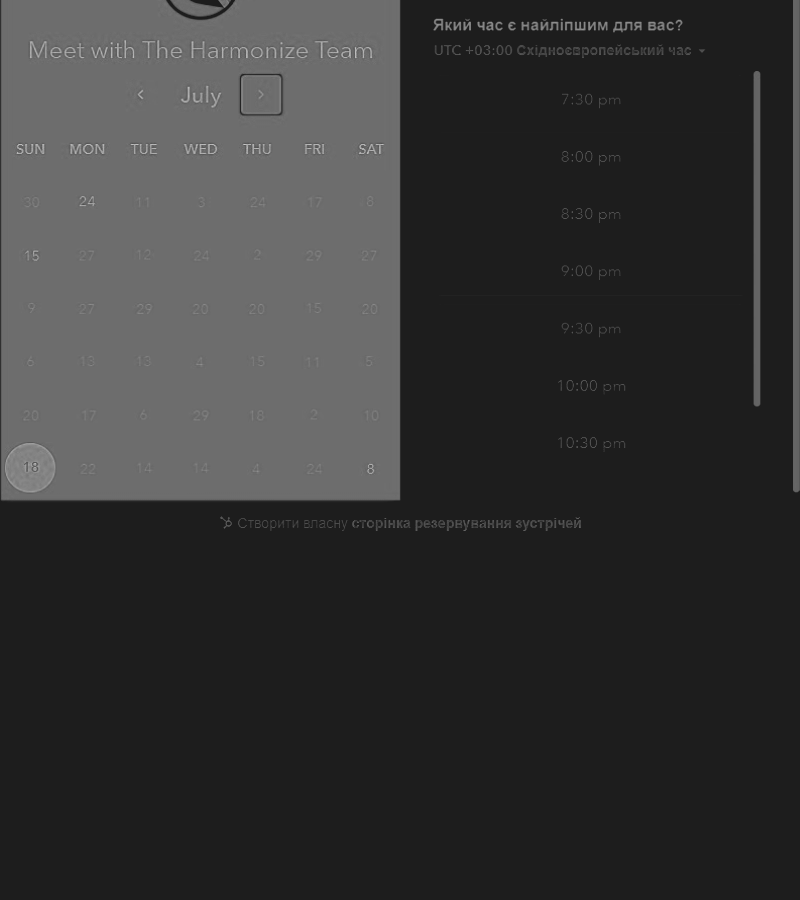 Meet with The Harmonize Team
July
SUN MON TUE WED THU FRI SAT
30 24 11 3 24 17 8
15 27 12 24 2 29 27
9 27 29 20 20 15 20
6 13 13 4 15 11 5
20 17 6 29 18 2 10
18 22 14 14 4 24 8
Який час є найліпшим для вас?
UTC +03:00 Східноєвропейський час
7:30 pm
8:00 pm
8:30 pm
9:00 pm
9:30 pm
10:00 pm
10:30 pm
Створити власну сторінка резервування зустрічей